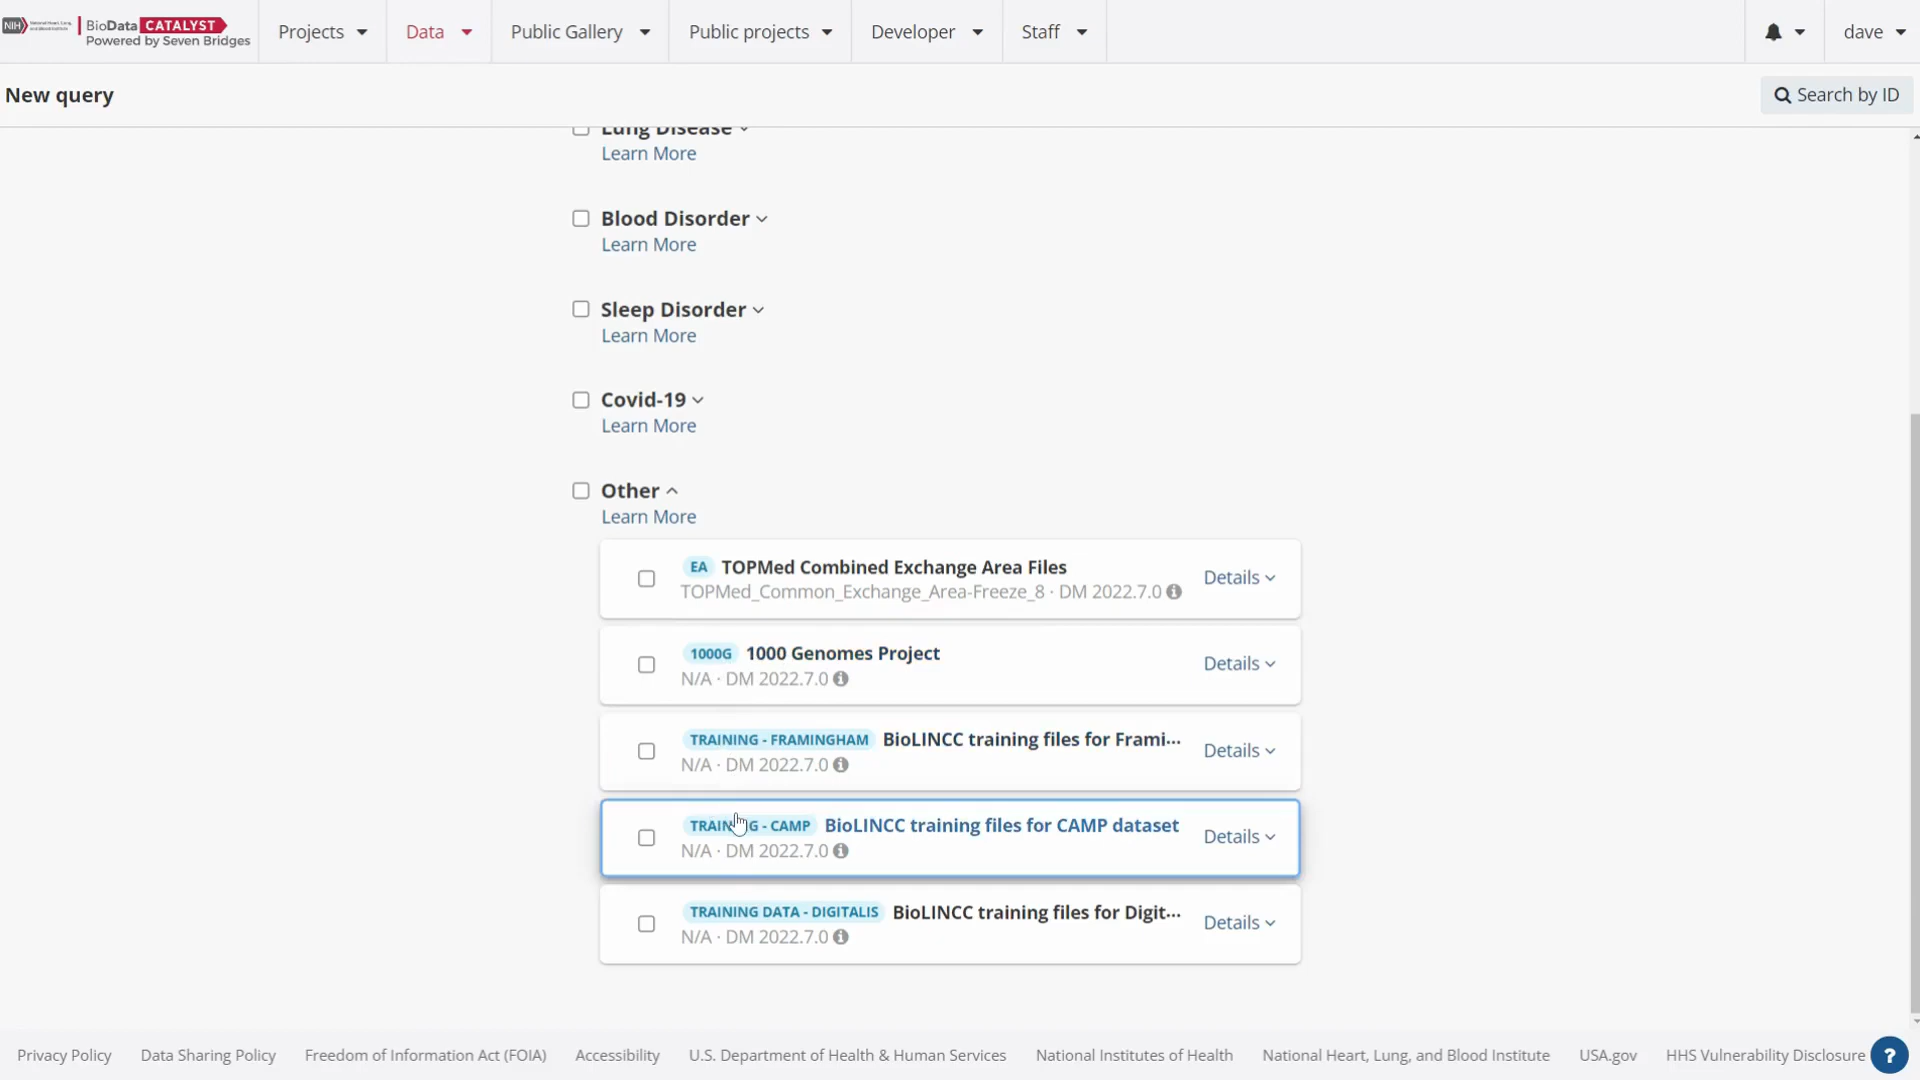 NIH BioData CATALYST
Powered by Seven Bridges
Projects Data Public Gallery Public projects Developer Staff dave
New query Search by ID
Lung Disease
Learn More
Blood Disorder
Learn More
Sleep Disorder
Learn More
Covid-19
Learn More
Other
Learn More
EA TOPMed Combined Exchange Area Files
TOPMed_Common_Exchange_Area-Freeze_8 · DM 2022.7.0
Details
1000G 1000 Genomes Project
N/A · DM 2022.7.0
Details
TRAINING - FRAMINGHAM BioLINCC training files for Frami...
N/A · DM 2022.7.0
Details
TRAINING - CAMP BioLINCC training files for CAMP dataset
N/A · DM 2022.7.0
Details
TRAINING DATA - DIGITALIS BioLINCC training files for Digit...
N/A · DM 2022.7.0
Details
Privacy Policy Data Sharing Policy Freedom of Information Act (FOIA) Accessibility U.S. Department of Health & Human Services National Institutes of Health National Heart, Lung, and Blood Institute USA.gov HHS Vulnerability Disclosure ?